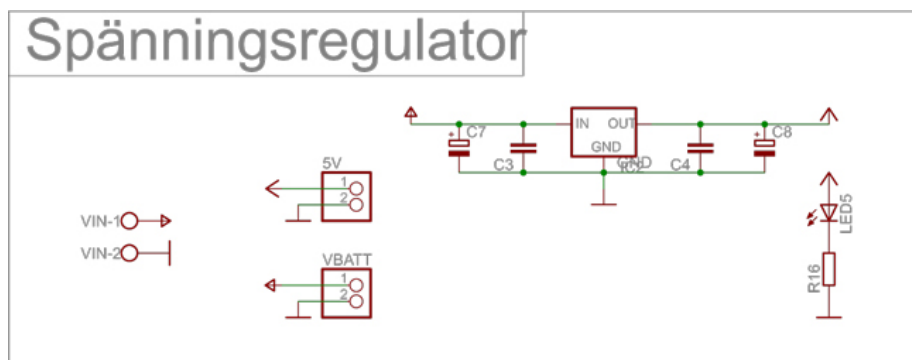 Spänningsregulator
C7
IN OUT
C8
GND
C3
GND
IC2
C4
5V
1
2
VIN-1
VIN-2
VBATT
1
2
LED5
R16